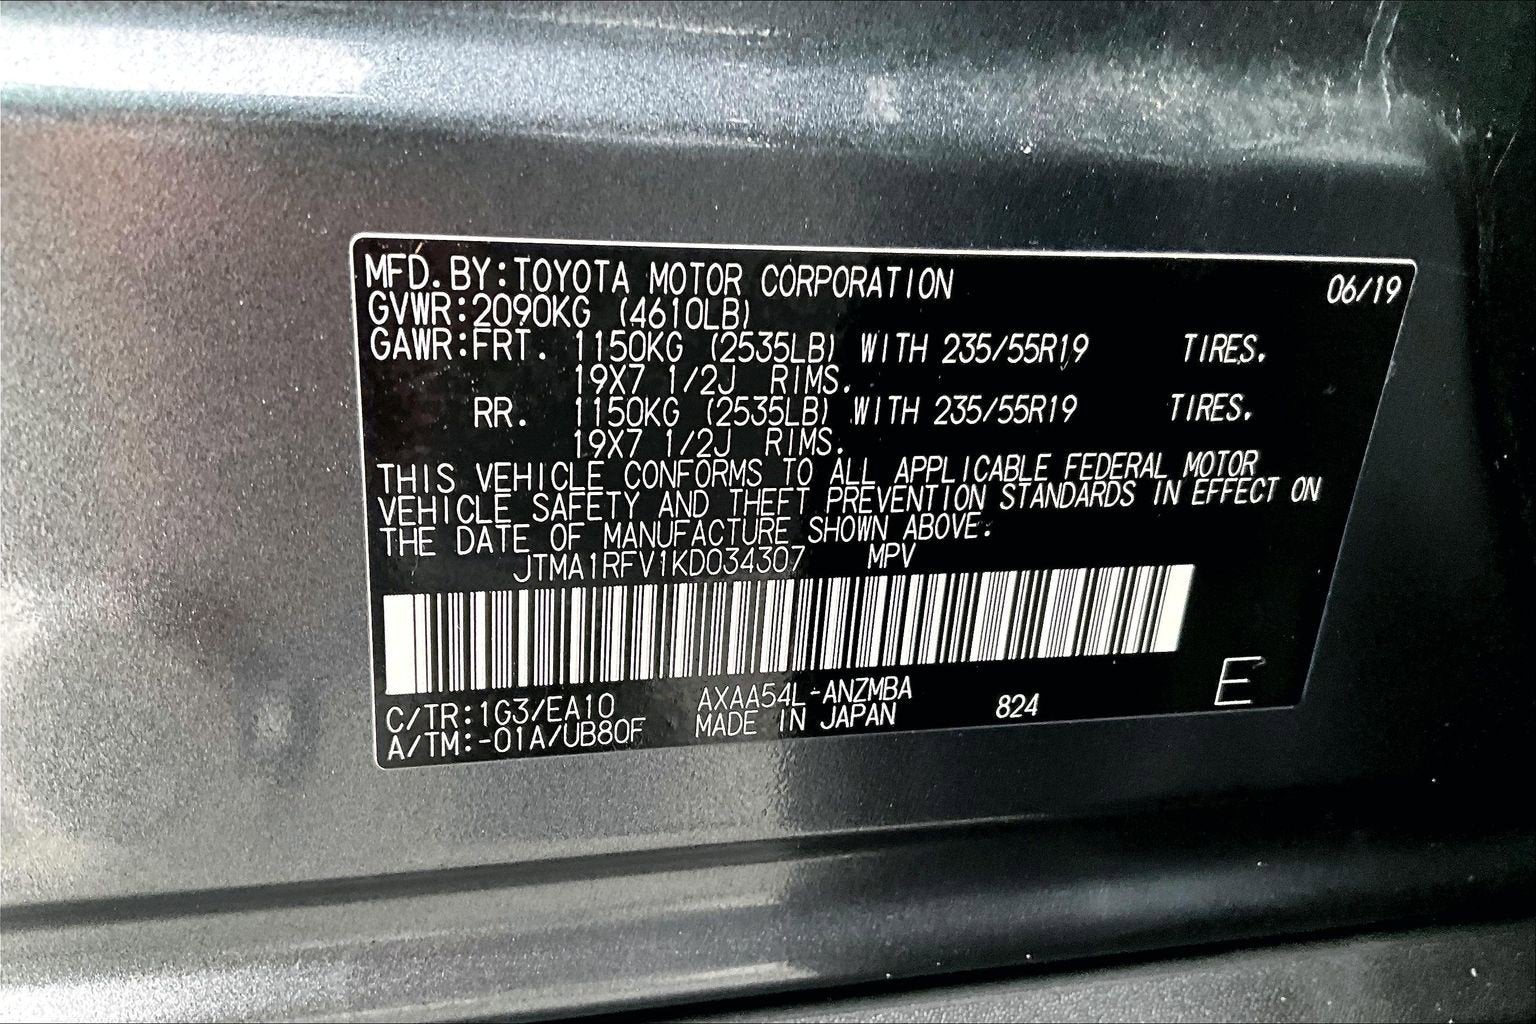 MFD. BY:TOYOTA MOTOR CORPORATION 06/19
GVWR:2090KG (4610LB)
GAWR:FRT. 1150KG (2535LB) WITH 235/55R19 TIRES.
19X7 1/2J RIMS.
RR. 1150KG (2535LB) WITH 235/55R19 TIRES.
19X7 1/2J RIMS.
THIS VEHICLE CONFORMS TO ALL APPLICABLE FEDERAL MOTOR
VEHICLE SAFETY AND THEFT PREVENTION STANDARDS IN EFFECT ON
THE DATE OF MANUFACTURE SHOWN ABOVE.
JTMA1RFV1KD034307 MPV
C/TR:1G3/EA10 AXAA54L-ANZMBA 824 E
A/TM:-01A/UB80F MADE IN JAPAN